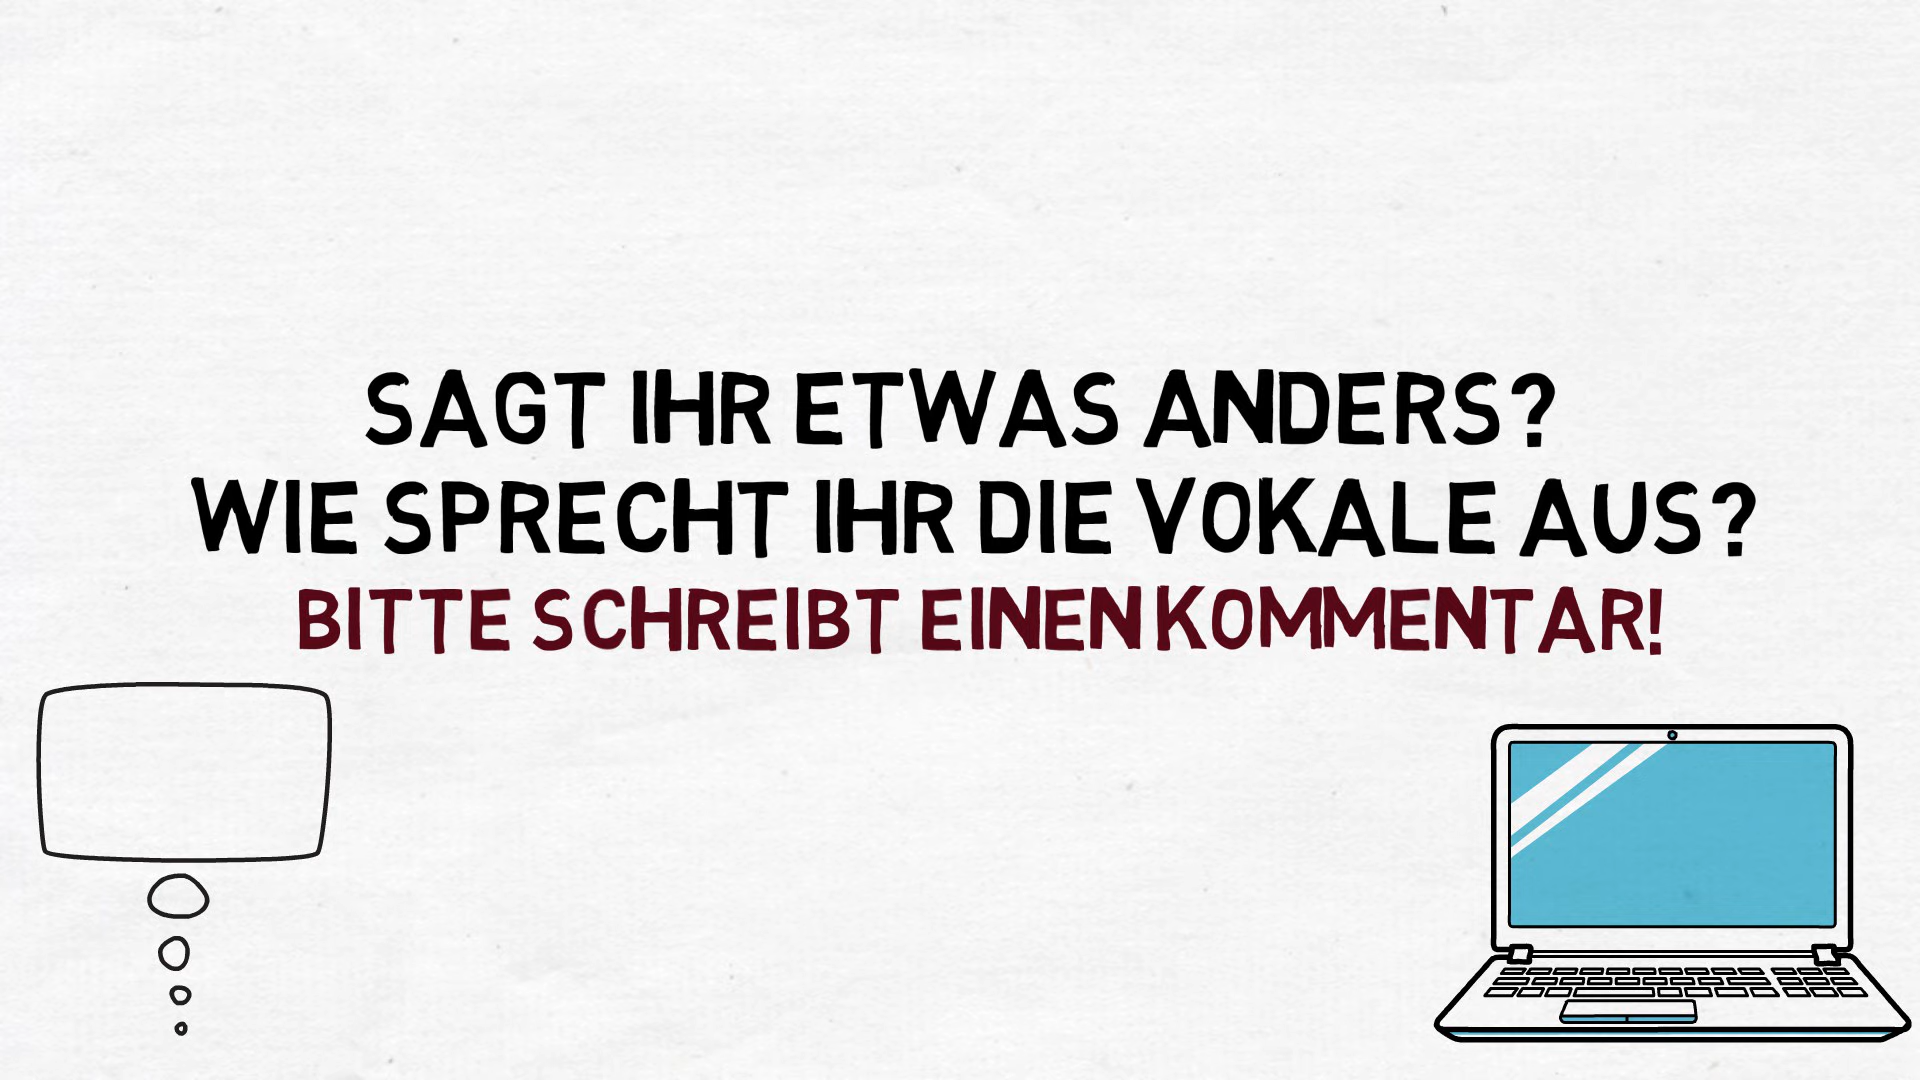 SAGT IHR ETWAS ANDERS?
WIE SPRECHT IHR DIE VOKALE AUS?
BITTE SCHREIBT EINEN KOMMENTAR!